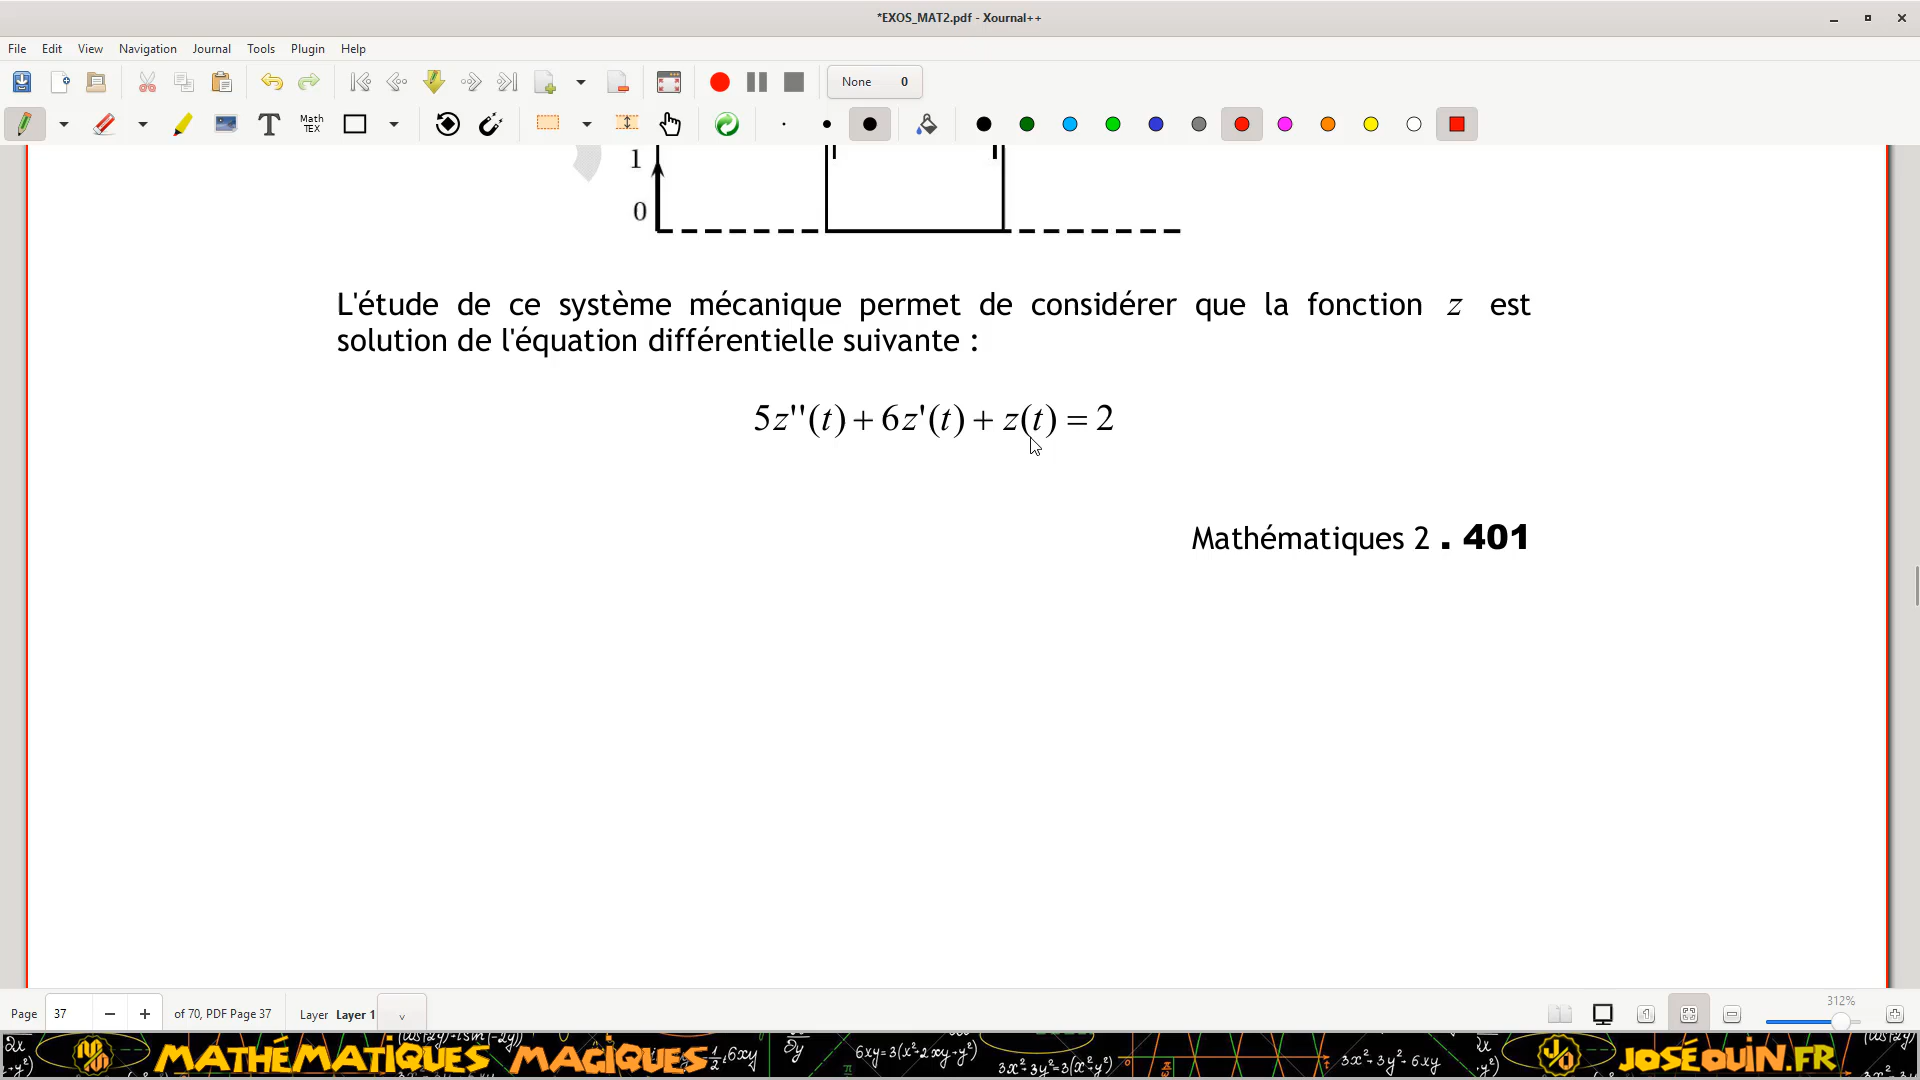 *EXOS_MAT2.pdf - Xournal++
File Edit View Navigation Journal Tools Plugin Help
None 0
Math
TEX
1
0
L'étude de ce système mécanique permet de considérer que la fonction z est
solution de l'équation différentielle suivante :
5z''(t) + 6z'(t) + z(t) = 2
Mathématiques 2 . 401
312%
Page 37 of 70, PDF Page 37 Layer Layer 1
MATHÉMATIQUES MAGIQUES
JOSÉOUIN.FR